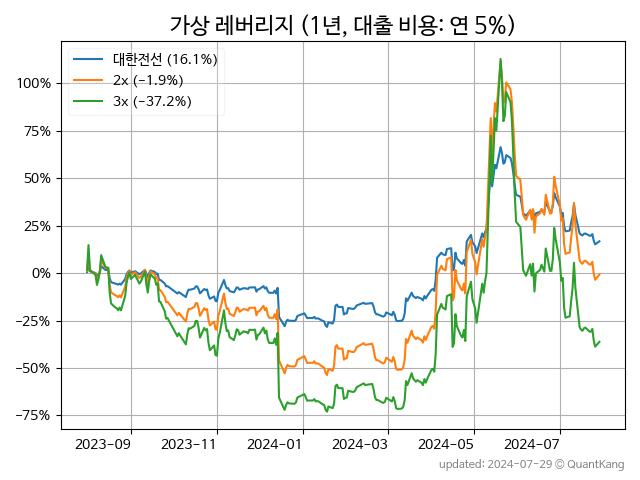 가상 레버리지 (1년, 대출 비용: 연 5%)
대한전선 (16.1%)
2x (−1.9%)
3x (−37.2%)
100%
75%
50%
25%
0%
−25%
−50%
−75%
2023-09 2023-11 2024-01 2024-03 2024-05 2024-07
updated: 2024-07-29 © QuantKang